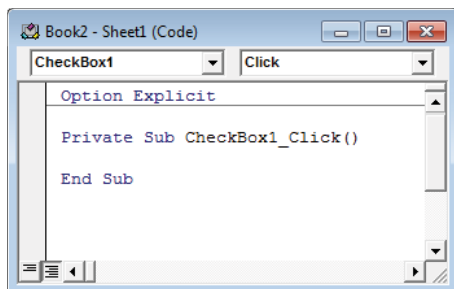 Book2 - Sheet1 (Code)
CheckBox1 Click
Option Explicit
Private Sub CheckBox1_Click()
End Sub